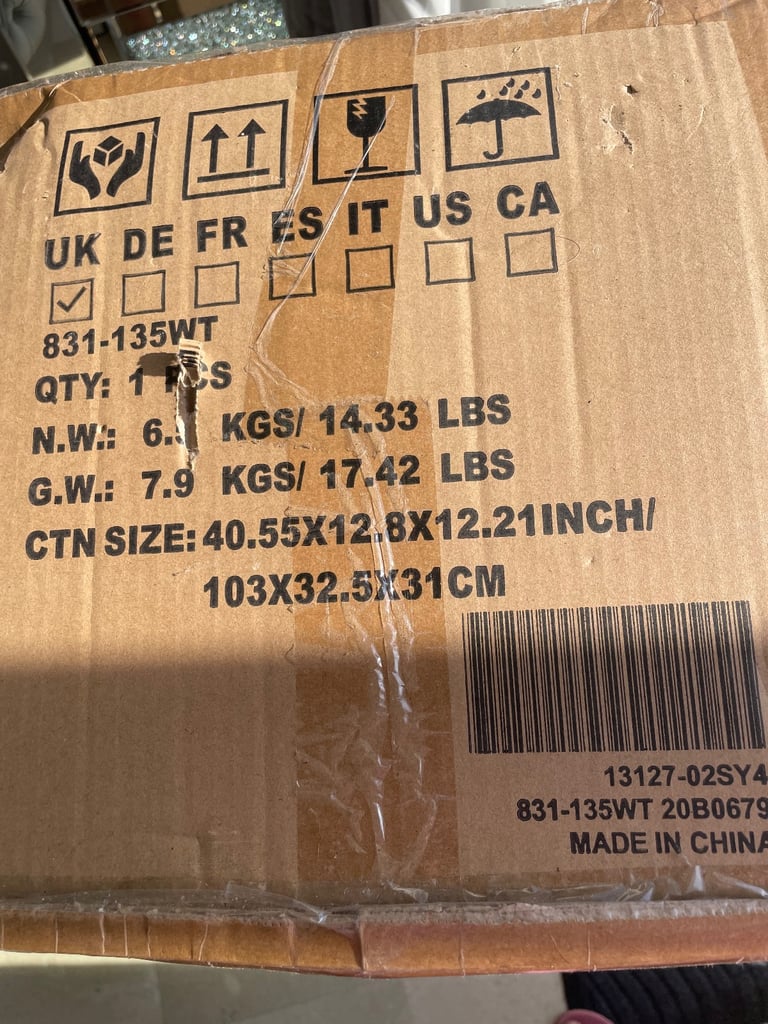 UK DE FR ES IT US CA
831-135WT
QTY: 1 PCS
N.W.: KGS/ 14.33 LBS
G.W.: 7.9 KGS/ 17.42 LBS
CTN SIZE: 40.55X12.8X12.21INCH/
103X32.5X31CM
13127-02SY4
831-135WT 20B0679
MADE IN CHINA